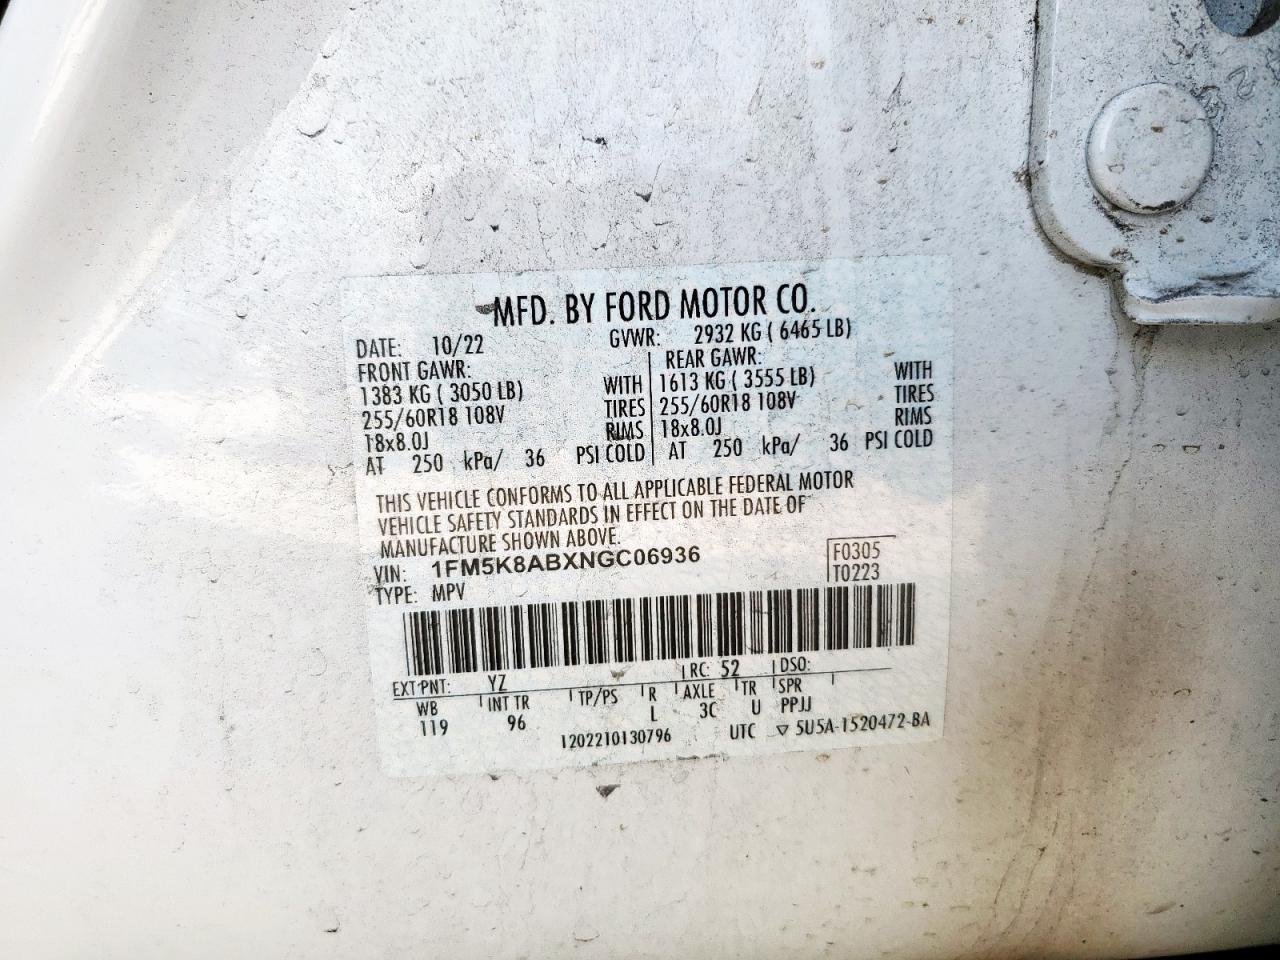 MFD. BY FORD MOTOR CO.
DATE: 10/22 GVWR: 2932 KG ( 6465 LB)
FRONT GAWR: REAR GAWR:
1383 KG ( 3050 LB) WITH 1613 KG ( 3555 LB) WITH
255/60R18 108V TIRES 255/60R18 108V TIRES
18x8.0J RIMS 18x8.0J RIMS
AT 250 kPa/ 36 PSI COLD AT 250 kPa/ 36 PSI COLD
THIS VEHICLE CONFORMS TO ALL APPLICABLE FEDERAL MOTOR
VEHICLE SAFETY STANDARDS IN EFFECT ON THE DATE OF
MANUFACTURE SHOWN ABOVE.
VIN: 1FM5K8ABXNGC06936 F0305
TYPE: MPV T0223
EXT PNT: YZ RC: 52 DSO:
WB INT TR TP/PS R AXLE TR SPR
119 96 L 3C U PPJJ
1202210130796 UTC ▽ 5U5A-1520472-BA